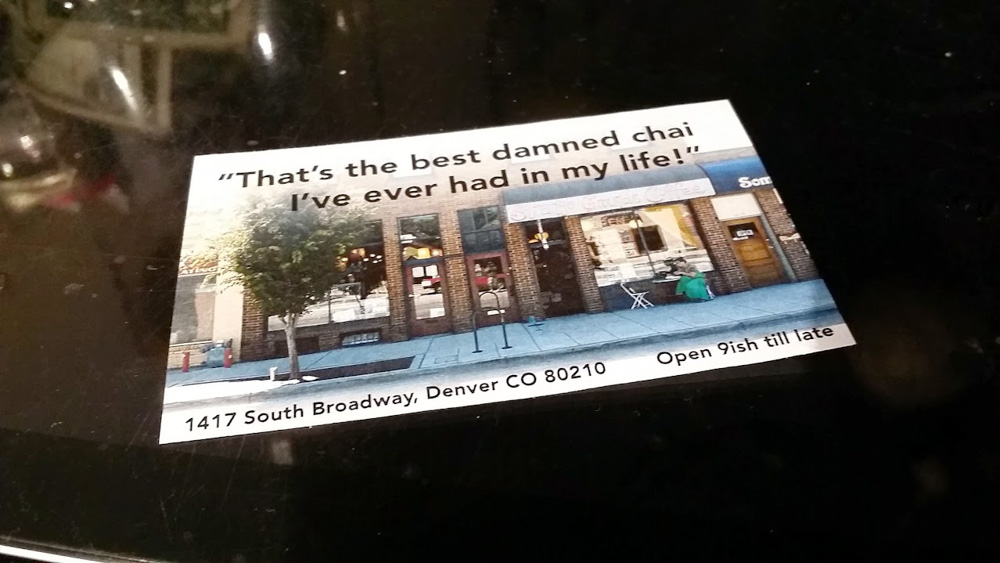 “That’s the best damned chai
I’ve ever had in my life!”
Som
1417 South Broadway, Denver CO 80210
Open 9ish till late